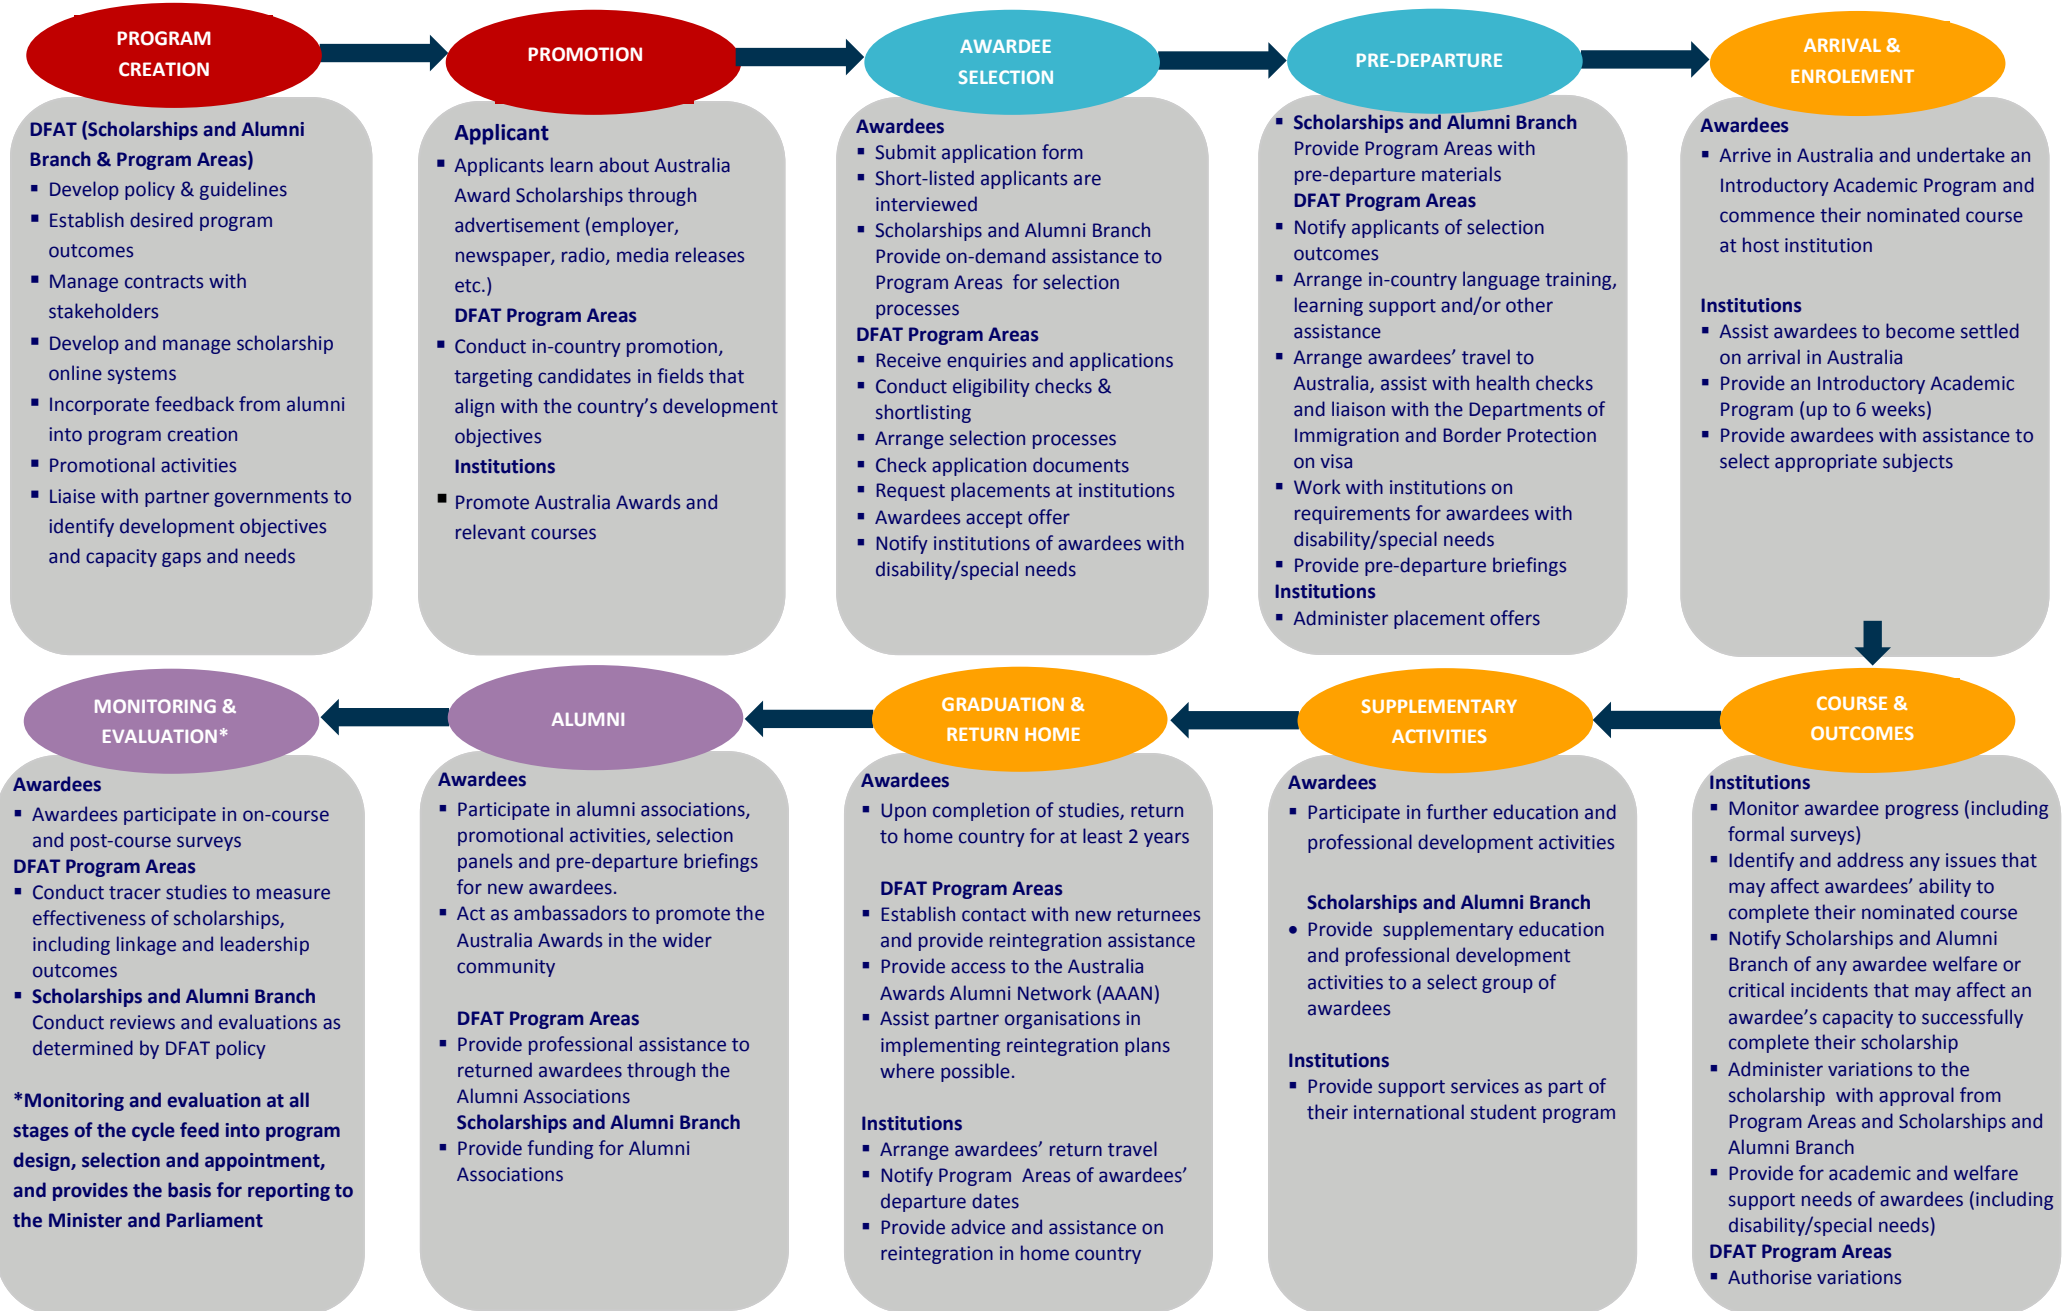 PROGRAM
CREATION
DFAT (Scholarships and Alumni
Branch & Program Areas)
▪ Develop policy & guidelines
▪ Establish desired program
outcomes
▪ Manage contracts with
stakeholders
▪ Develop and manage scholarship
online systems
▪ Incorporate feedback from alumni
into program creation
▪ Promotional activities
▪ Liaise with partner governments to
identify development objectives
and capacity gaps and needs
PROMOTION
Applicant
▪ Applicants learn about Australia
Award Scholarships through
advertisement (employer,
newspaper, radio, media releases
etc.)
DFAT Program Areas
▪ Conduct in-country promotion,
targeting candidates in fields that
align with the country’s development
objectives
Institutions
▪ Promote Australia Awards and
relevant courses
AWARDEE
SELECTION
Awardees
▪ Submit application form
▪ Short-listed applicants are
interviewed
▪ Scholarships and Alumni Branch
Provide on-demand assistance to
Program Areas for selection
processes
DFAT Program Areas
▪ Receive enquiries and applications
▪ Conduct eligibility checks &
shortlisting
▪ Arrange selection processes
▪ Check application documents
▪ Request placements at institutions
▪ Awardees accept offer
▪ Notify institutions of awardees with
disability/special needs
PRE-DEPARTURE
▪ Scholarships and Alumni Branch
Provide Program Areas with
pre-departure materials
DFAT Program Areas
▪ Notify applicants of selection
outcomes
▪ Arrange in-country language training,
learning support and/or other
assistance
▪ Arrange awardees’ travel to
Australia, assist with health checks
and liaison with the Departments of
Immigration and Border Protection
on visa
▪ Work with institutions on
requirements for awardees with
disability/special needs
▪ Provide pre-departure briefings
Institutions
▪ Administer placement offers
ARRIVAL &
ENROLEMENT
Awardees
▪ Arrive in Australia and undertake an
Introductory Academic Program and
commence their nominated course
at host institution
Institutions
▪ Assist awardees to become settled
on arrival in Australia
▪ Provide an Introductory Academic
Program (up to 6 weeks)
▪ Provide awardees with assistance to
select appropriate subjects
MONITORING &
EVALUATION*
Awardees
▪ Awardees participate in on-course
and post-course surveys
DFAT Program Areas
▪ Conduct tracer studies to measure
effectiveness of scholarships,
including linkage and leadership
outcomes
▪ Scholarships and Alumni Branch
Conduct reviews and evaluations as
determined by DFAT policy
*Monitoring and evaluation at all
stages of the cycle feed into program
design, selection and appointment,
and provides the basis for reporting to
the Minister and Parliament
ALUMNI
Awardees
▪ Participate in alumni associations,
promotional activities, selection
panels and pre-departure briefings
for new awardees.
▪ Act as ambassadors to promote the
Australia Awards in the wider
community
DFAT Program Areas
▪ Provide professional assistance to
returned awardees through the
Alumni Associations
Scholarships and Alumni Branch
▪ Provide funding for Alumni
Associations
GRADUATION &
RETURN HOME
Awardees
▪ Upon completion of studies, return
to home country for at least 2 years
DFAT Program Areas
▪ Establish contact with new returnees
and provide reintegration assistance
▪ Provide access to the Australia
Awards Alumni Network (AAAN)
▪ Assist partner organisations in
implementing reintegration plans
where possible.
Institutions
▪ Arrange awardees’ return travel
▪ Notify Program Areas of awardees’
departure dates
▪ Provide advice and assistance on
reintegration in home country
SUPPLEMENTARY
ACTIVITIES
Awardees
▪ Participate in further education and
professional development activities
Scholarships and Alumni Branch
• Provide supplementary education
and professional development
activities to a select group of
awardees
Institutions
▪ Provide support services as part of
their international student program
COURSE &
OUTCOMES
Institutions
▪ Monitor awardee progress (including
formal surveys)
▪ Identify and address any issues that
may affect awardees’ ability to
complete their nominated course
▪ Notify Scholarships and Alumni
Branch of any awardee welfare or
critical incidents that may affect an
awardee’s capacity to successfully
complete their scholarship
▪ Administer variations to the
scholarship with approval from
Program Areas and Scholarships and
Alumni Branch
▪ Provide for academic and welfare
support needs of awardees (including
disability/special needs)
DFAT Program Areas
▪ Authorise variations